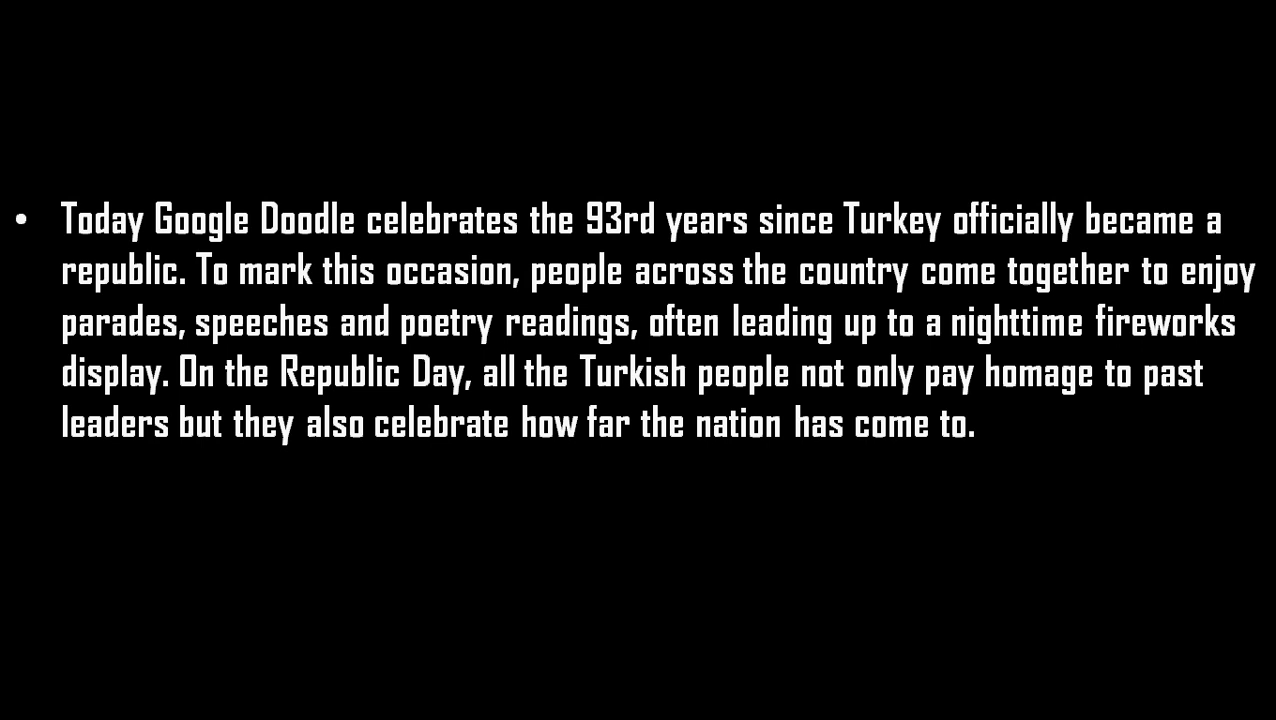 • Today Google Doodle celebrates the 93rd years since Turkey officially became a
republic. To mark this occasion, people across the country come together to enjoy
parades, speeches and poetry readings, often leading up to a nighttime fireworks
display. On the Republic Day, all the Turkish people not only pay homage to past
leaders but they also celebrate how far the nation has come to.